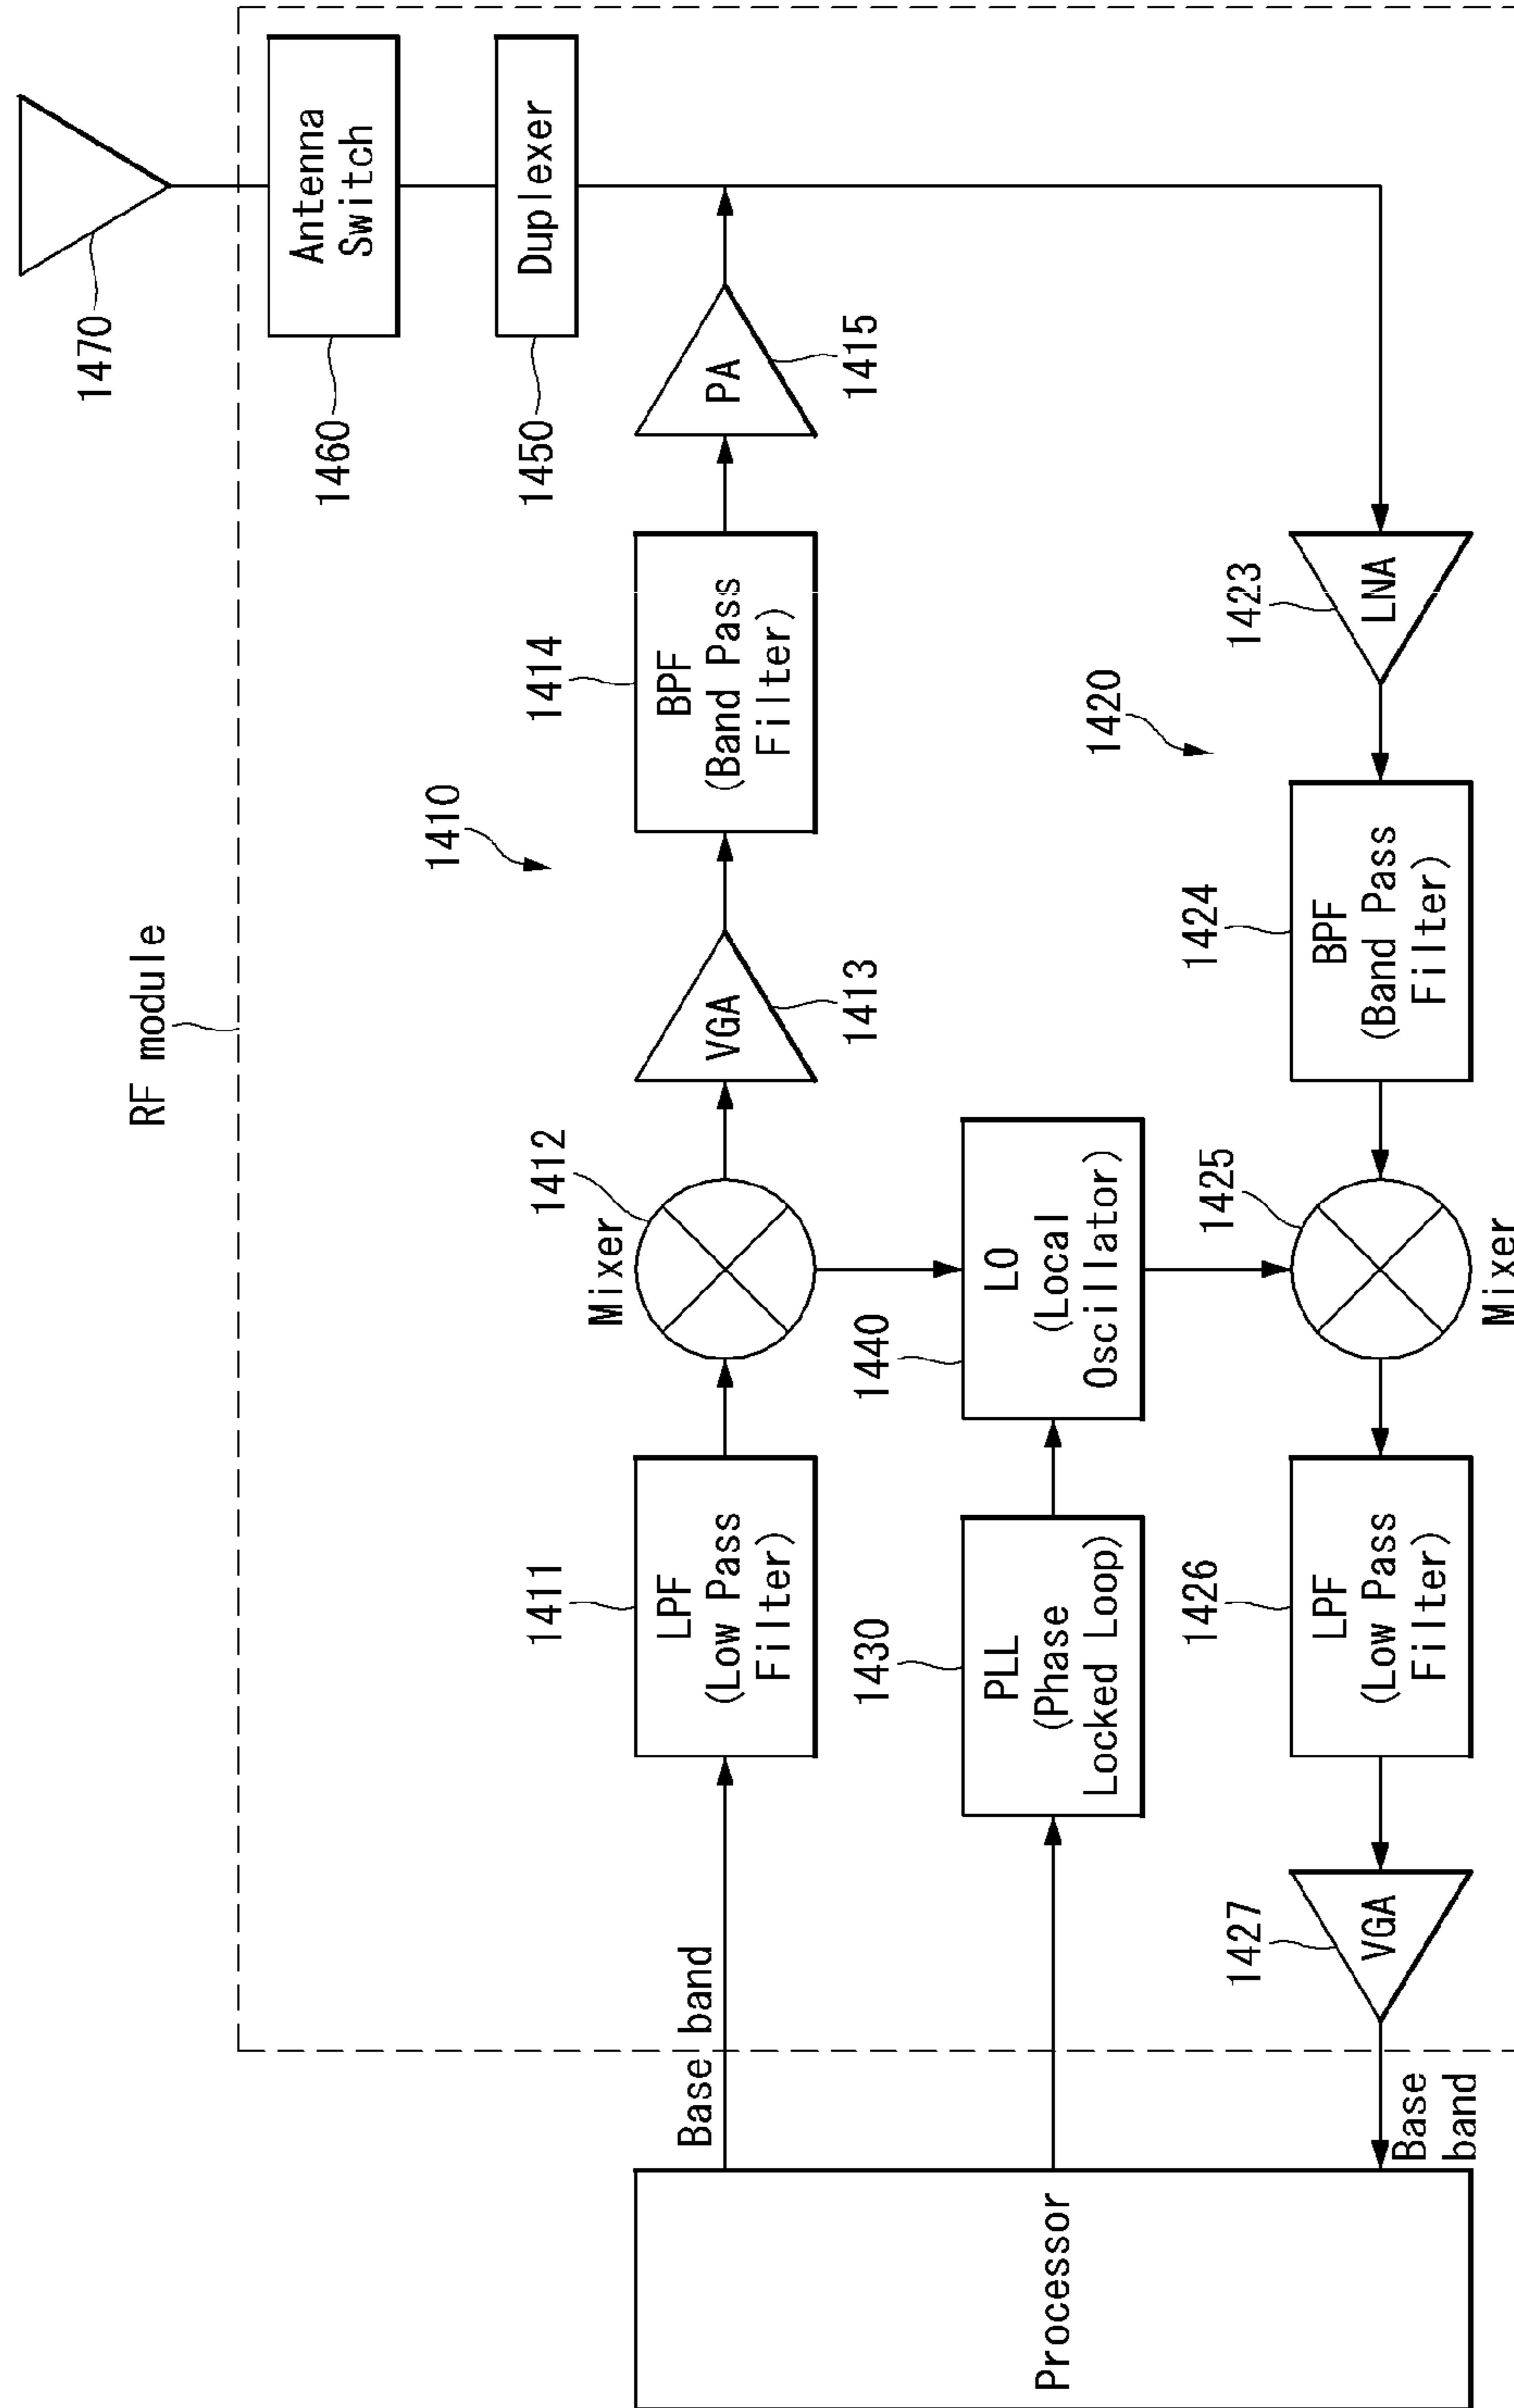 RF module
1470
Antenna
Switch
1460
Duplexer
1450
1410
1411
LPF
(Low Pass
Filter)
Mixer
1412
VGA
1413
1414
BPF
(Band Pass
Filter)
PA
1415
Base band
Processor
1430
PLL
(Phase
Locked Loop)
1440
LO
(Local
Oscillator)
1420
1423
LNA
1424
BPF
(Band Pass
Filter)
1425
Mixer
1426
LPF
(Low Pass
Filter)
1427
VGA
Base
band